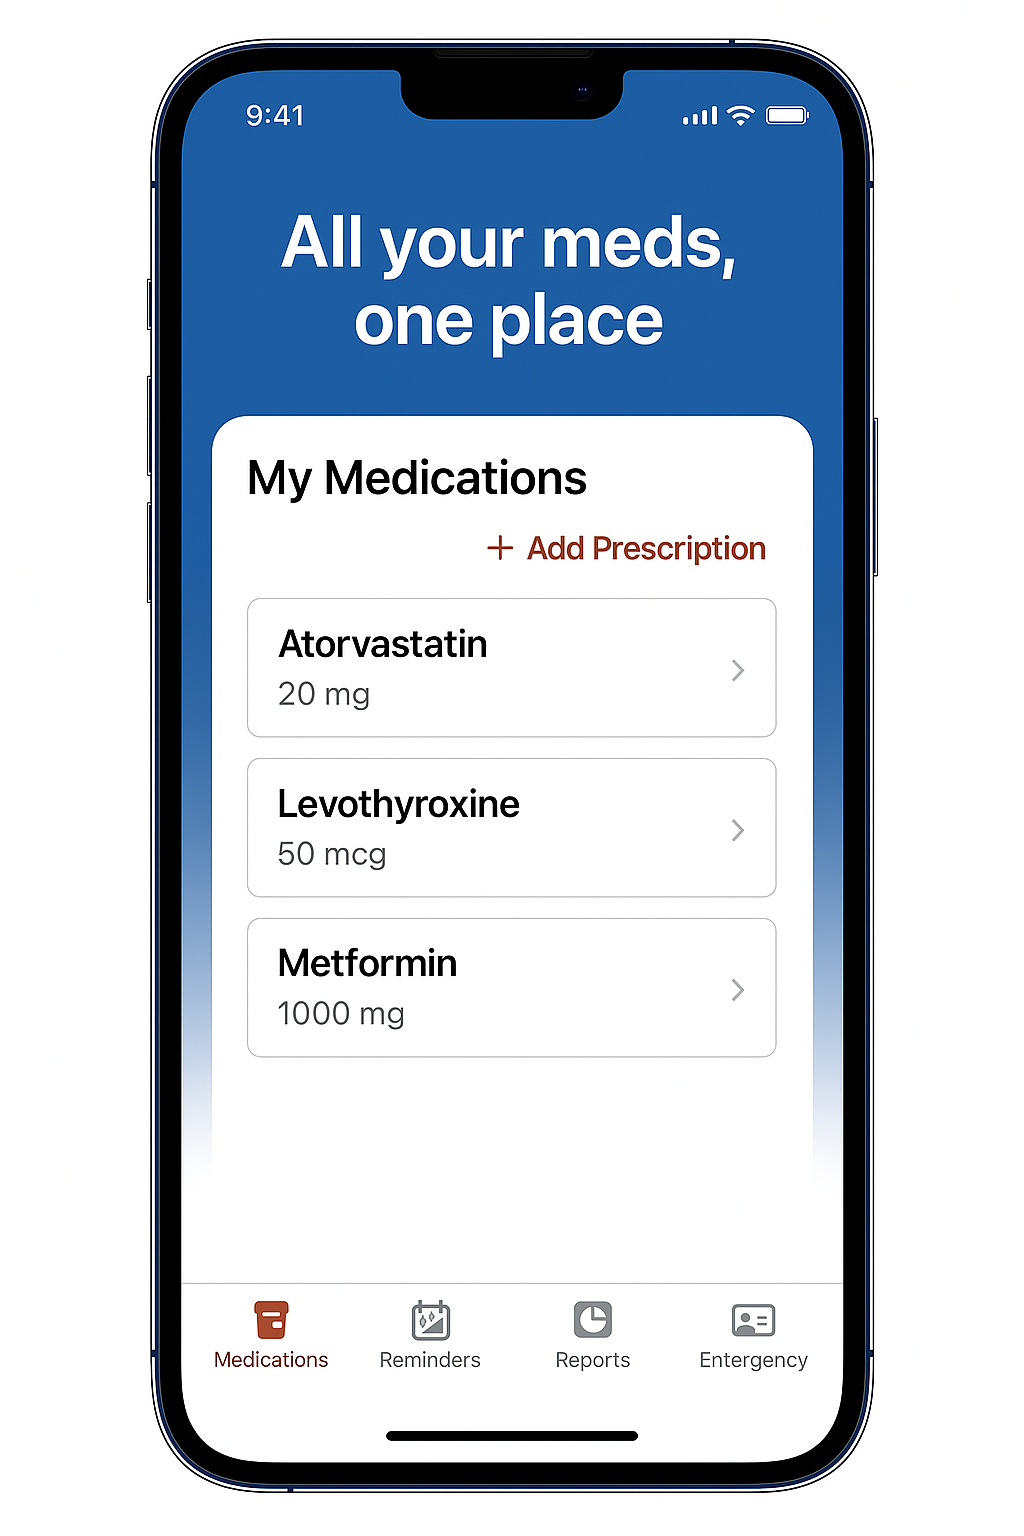 9:41
All your meds,
one place
My Medications
+ Add Prescription
Atorvastatin
20 mg
Levothyroxine
50 mcg
Metformin
1000 mg
Medications
Reminders
Reports
Entergency